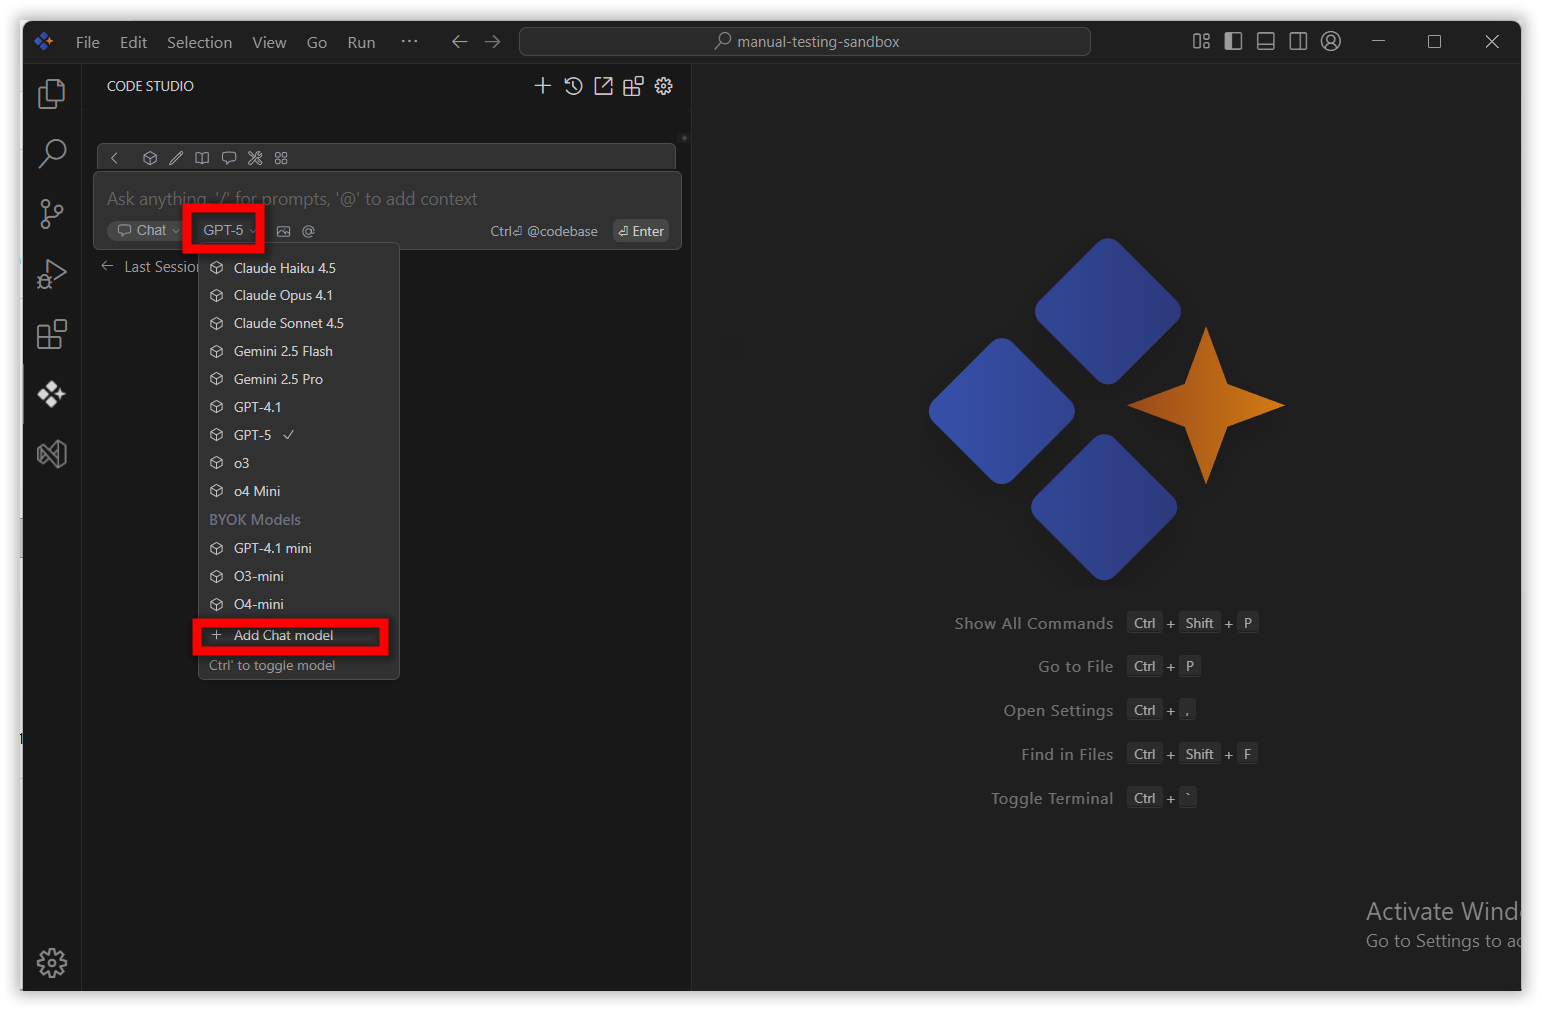 File Edit Selection View Go Run ···
manual-testing-sandbox
CODE STUDIO
Ask anything, '/' for prompts, '@' to add context
Chat GPT-5 Ctrl⏎ @codebase ⏎ Enter
Last Session
Claude Haiku 4.5
Claude Opus 4.1
Claude Sonnet 4.5
Gemini 2.5 Flash
Gemini 2.5 Pro
GPT-4.1
GPT-5 ✓
o3
o4 Mini
BYOK Models
GPT-4.1 mini
O3-mini
O4-mini
+ Add Chat model
Ctrl' to toggle model
Show All Commands Ctrl + Shift + P
Go to File Ctrl + P
Open Settings Ctrl + ,
Find in Files Ctrl + Shift + F
Toggle Terminal Ctrl + `
Activate Wind
Go to Settings to ac